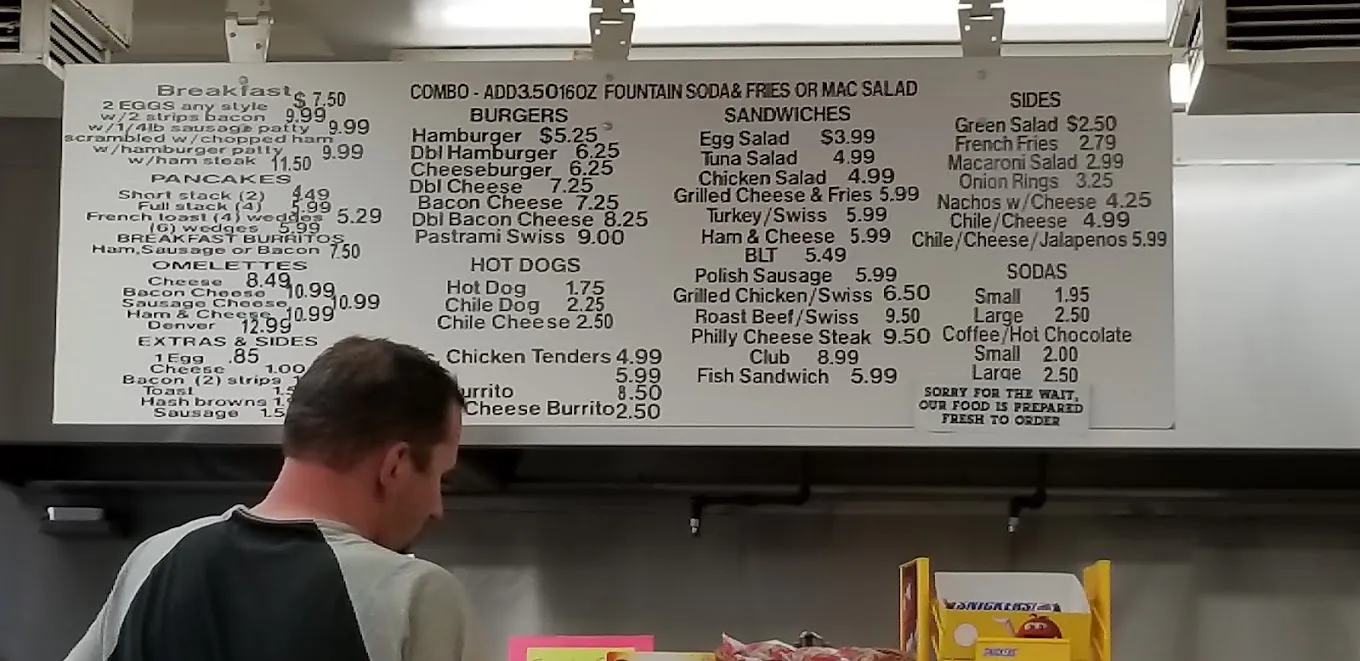 Breakfast
2 EGGS any style $7.50
w/2 strips bacon 9.99
w/1/4lb sausage patty 9.99
scrambled w/chopped ham
w/hamburger patty 9.99
w/ham steak 11.50
PANCAKES
Short stack (2) 4.49
Full stack (4) 5.99
French toast (4) wedges 5.29
(6) wedges 5.99
BREAKFAST BURRITOS
Ham,Sausage or Bacon 7.50
OMELETTES
Cheese 8.49
Bacon Cheese 10.99
Sausage Cheese 10.99
Ham & Cheese 10.99
Denver 12.99
EXTRAS & SIDES
1 Egg .85
Cheese 1.00
Bacon (2) strips
Toast
Hash browns
Sausage
COMBO - ADD3.5016OZ FOUNTAIN SODA& FRIES OR MAC SALAD
BURGERS
Hamburger $5.25
Dbl Hamburger 6.25
Cheeseburger 6.25
Dbl Cheese 7.25
Bacon Cheese 7.25
Dbl Bacon Cheese 8.25
Pastrami Swiss 9.00
HOT DOGS
Hot Dog 1.75
Chile Dog 2.25
Chile Cheese 2.50
Chicken Tenders 4.99
5.99
8.50
Cheese Burrito 2.50
SANDWICHES
Egg Salad $3.99
Tuna Salad 4.99
Chicken Salad 4.99
Grilled Cheese & Fries 5.99
Turkey/Swiss 5.99
Ham & Cheese 5.99
BLT 5.49
Polish Sausage 5.99
Grilled Chicken/Swiss 6.50
Roast Beef/Swiss 9.50
Philly Cheese Steak 9.50
Club 8.99
Fish Sandwich 5.99
SIDES
Green Salad $2.50
French Fries 2.79
Macaroni Salad 2.99
Onion Rings 3.25
Nachos w/Cheese 4.25
Chile/Cheese 4.99
Chile/Cheese/Jalapenos 5.99
SODAS
Small 1.95
Large 2.50
Coffee/Hot Chocolate
Small 2.00
Large 2.50
SORRY FOR THE WAIT,
OUR FOOD IS PREPARED
FRESH TO ORDER
SNICKERS
SNICKERS